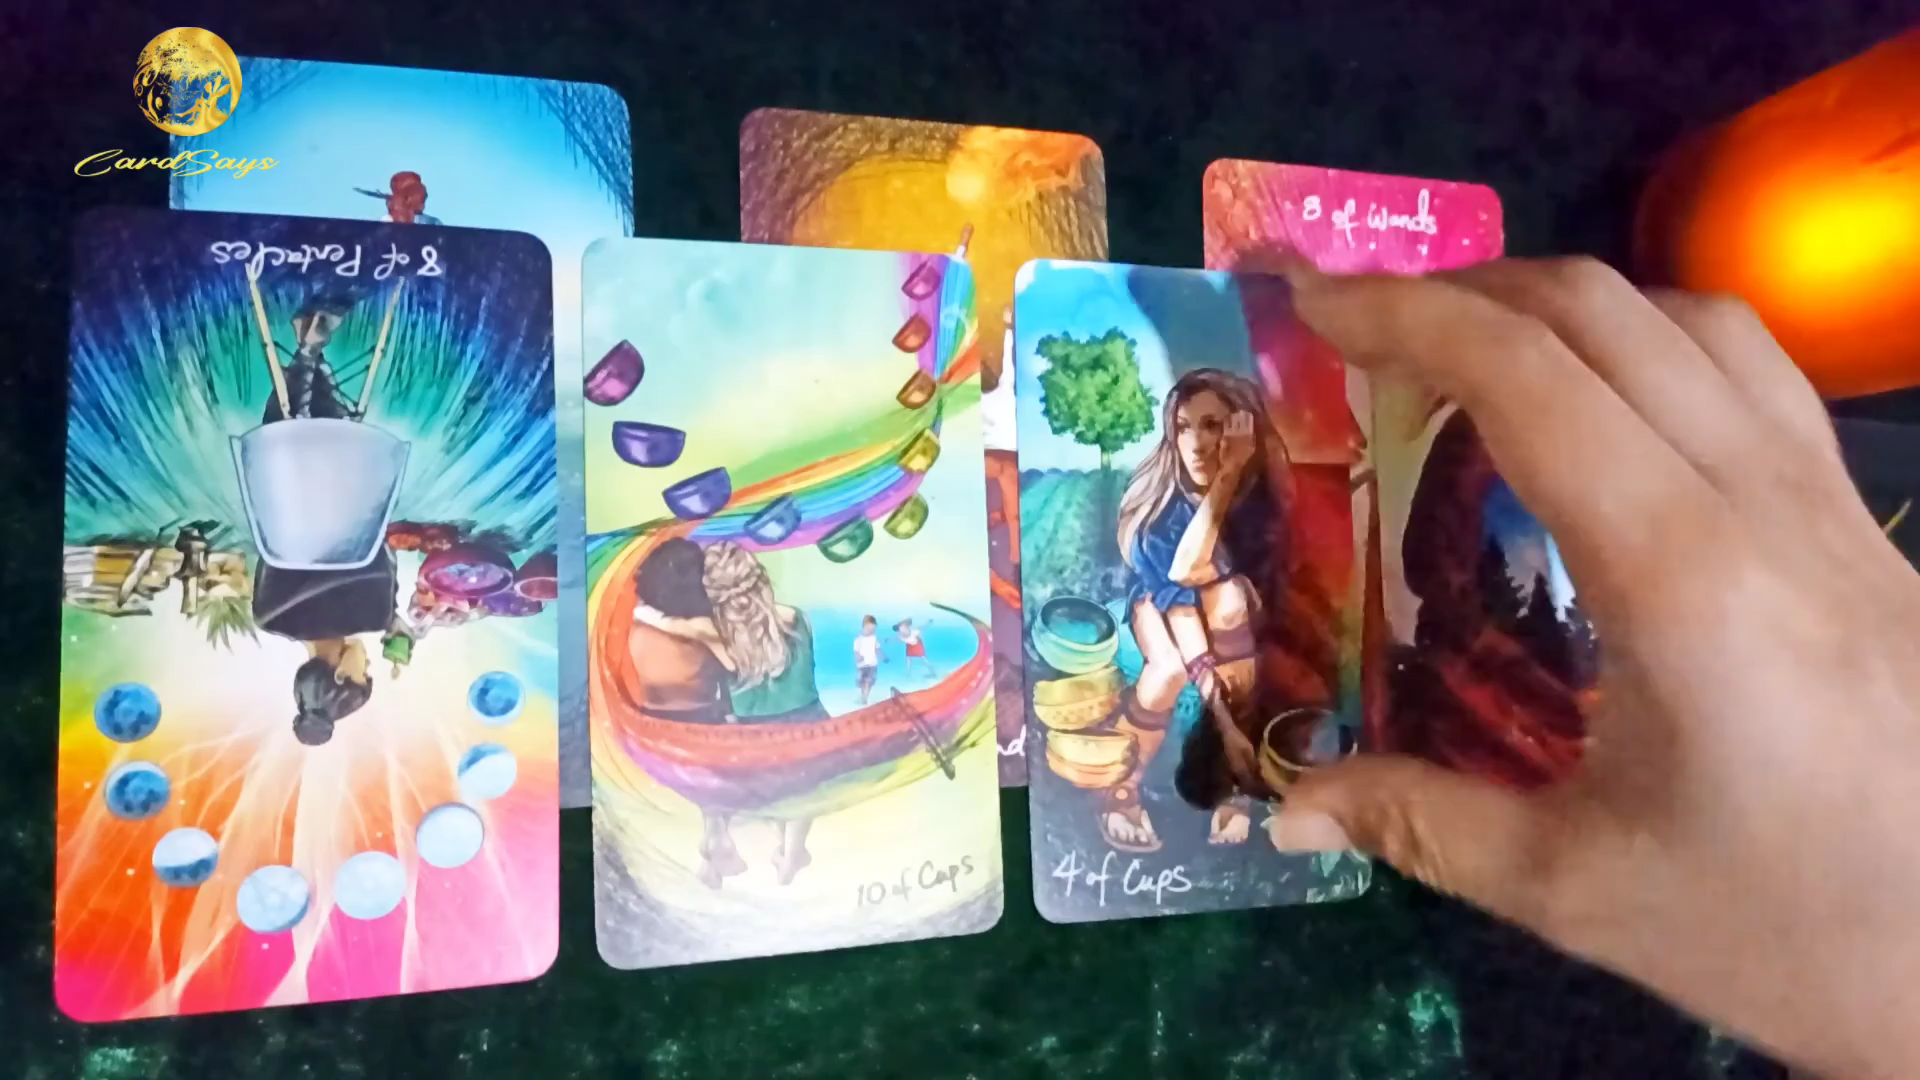 CardSays
8 of Wands
8 of Pentacles
10 of Cups
4 of Cups